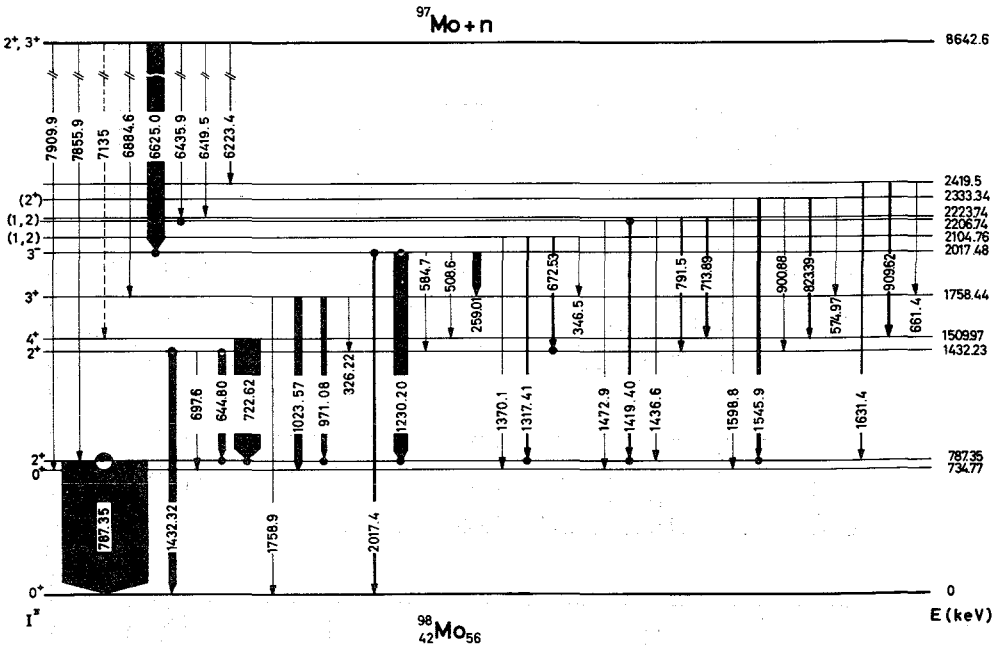 ⁹⁷Mo + n
2⁺, 3⁺ 8642.6
7909.9 7855.9 7135 6884.6 6625.0 6435.9 6419.5 6223.4
2419.5
(2⁺) 2333.34
2223.74
(1, 2) 2206.74
(1, 2) 2104.76
3⁻ 2017.48
584.7 508.6 259.01 672.53 346.5 791.5 713.89 900.88 823.39 574.97 909.62 661.4
3⁺ 1758.44
4⁺ 1509.97
2⁺ 1432.23
697.6 644.80 722.62 1023.57 971.08 326.22 1230.20 1370.1 1317.41 1472.9 1419.40 1436.6 1598.8 1545.9 1631.4
2⁺ 787.35
0⁺ 734.77
787.35 1432.32 1758.9 2017.4
0⁺ 0
Iᵖ E (keV)
⁹⁸₄₂Mo₅₆